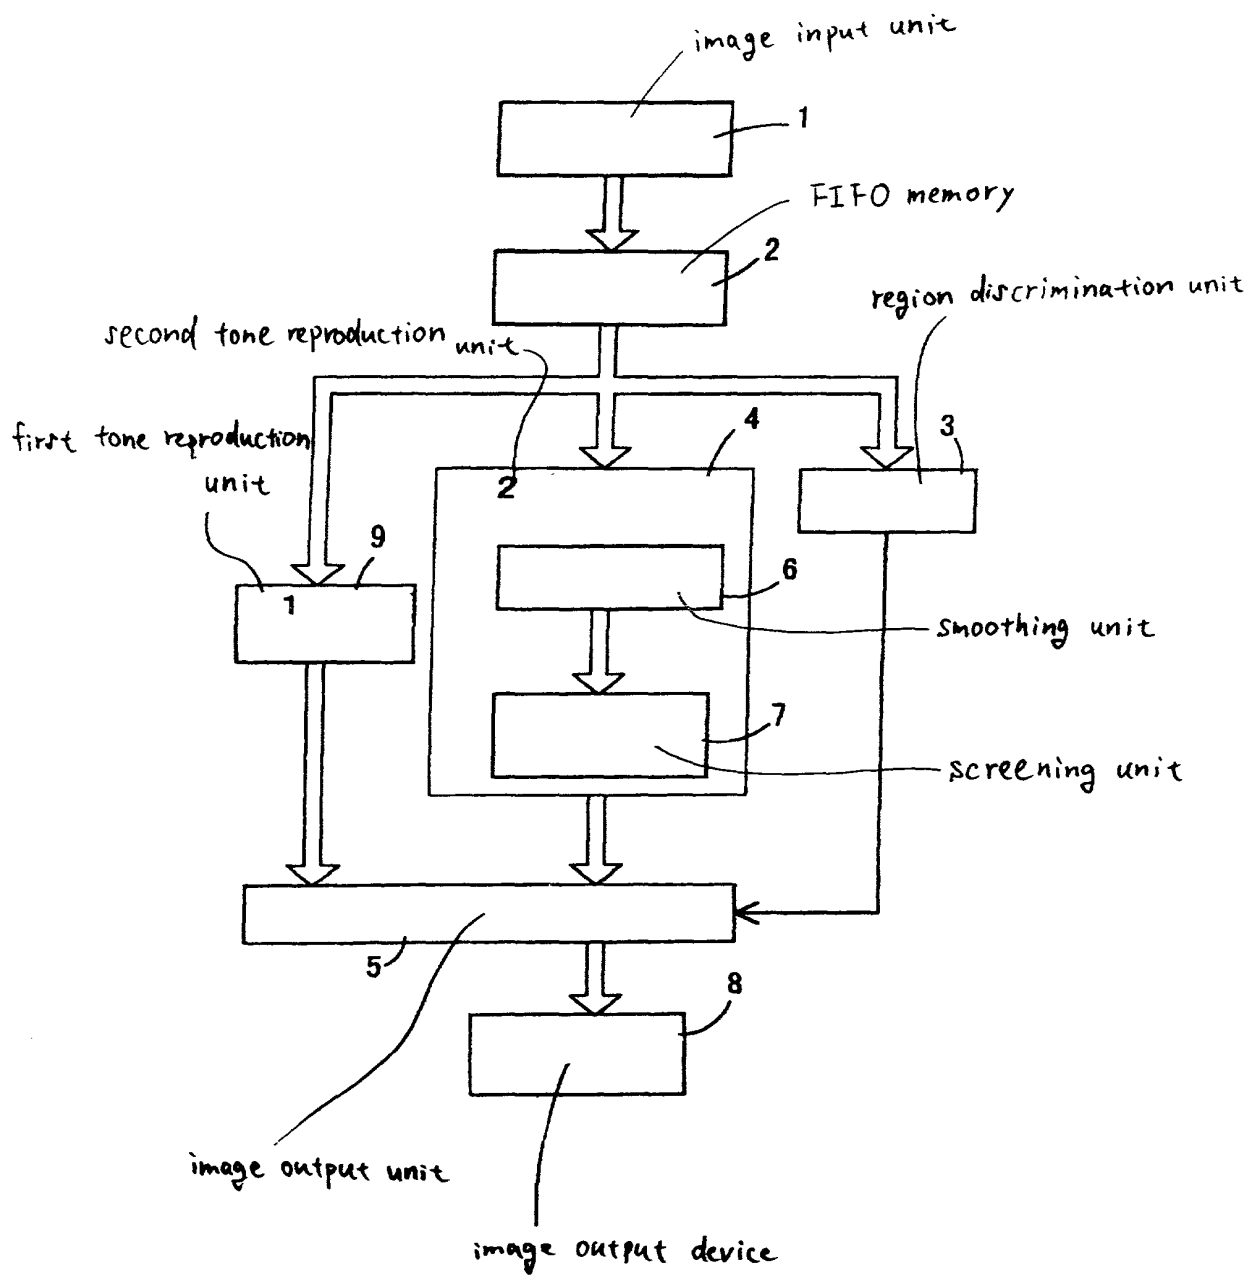 image input unit
1
FIFO memory
2
region discrimination unit
second tone reproduction
unit
4
3
first tone reproduction
unit
2
9
1
6
smoothing unit
7
screening unit
5
8
image output unit
image output device